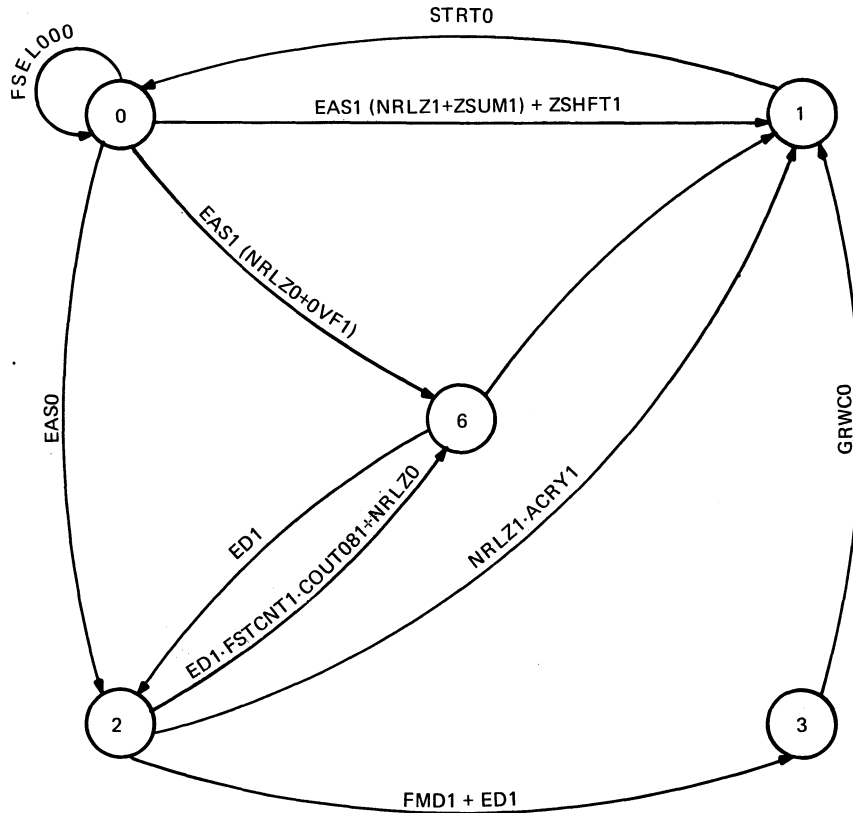 STRT0
FSEL000
0
EAS1 (NRLZ1+ZSUM1) + ZSHFT1
1
EAS1 (NRLZ0+0VF1)
EAS0
6
GRWC0
ED1
ED1·FSTCNT1·COUT081+NRLZ0
NRLZ1·ACRY1
2
3
FMD1 + ED1